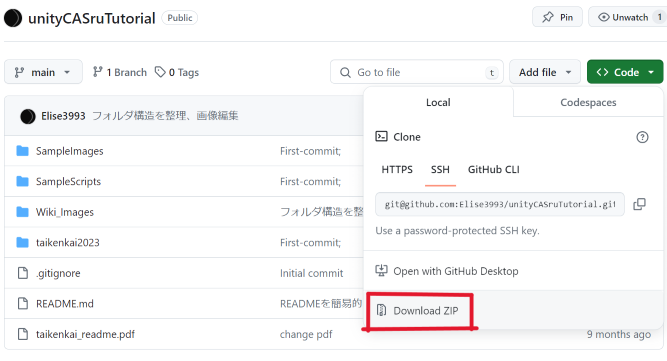 unityCASruTutorial Public
Pin
Unwatch 1
main
1 Branch
0 Tags
Go to file t
Add file
Code
Elise3993 フォルダ構造を整理、画像編集
SampleImages First-commit;
SampleScripts First-commit;
Wiki_Images フォルダ構造を整
taikenkai2023 First-commit;
.gitignore Initial commit
README.md READMEを簡易的
taikenkai_readme.pdf change pdf 9 months ago
Local Codespaces
Clone ?
HTTPS SSH GitHub CLI
git@github.com:Elise3993/unityCASruTutorial.git
Use a password-protected SSH key.
Open with GitHub Desktop
Download ZIP